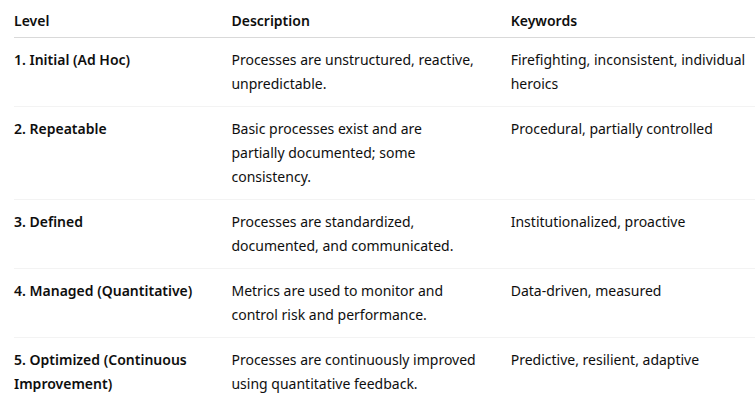 Level Description Keywords
1. Initial (Ad Hoc) Processes are unstructured, reactive, Firefighting, inconsistent, individual
unpredictable. heroics
2. Repeatable Basic processes exist and are Procedural, partially controlled
partially documented; some
consistency.
3. Defined Processes are standardized, Institutionalized, proactive
documented, and communicated.
4. Managed (Quantitative) Metrics are used to monitor and Data-driven, measured
control risk and performance.
5. Optimized (Continuous Processes are continuously improved Predictive, resilient, adaptive
Improvement) using quantitative feedback.